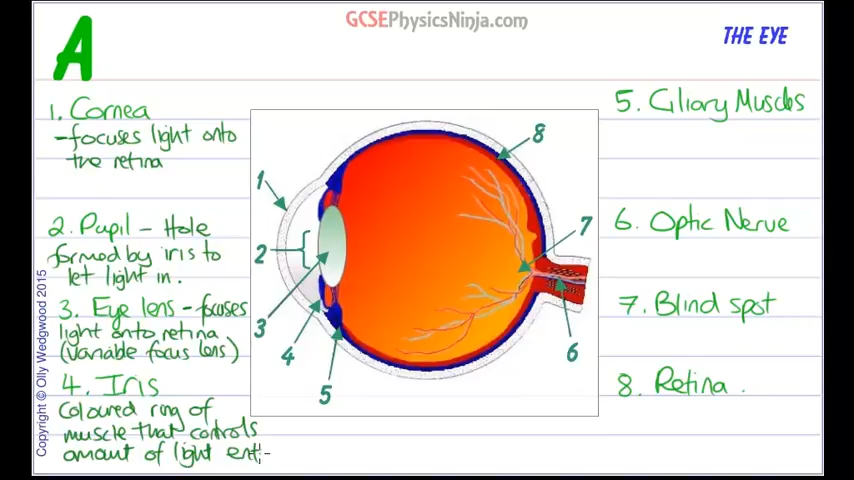 GCSEPhysicsNinja.com
A
THE EYE
1. Cornea
- focuses light onto
the retina
2. Pupil - Hole
formed by iris to
let light in.
3. Eye lens - focuses
light onto retina
(variable focus lens)
4. Iris
Coloured ring of
muscle that controls
amount of light ent
1
2
3
4
5
6
7
8
5. Ciliary Muscles
6. Optic Nerve
7. Blind spot
8. Retina.
Copyright © Olly Wedgwood 2015